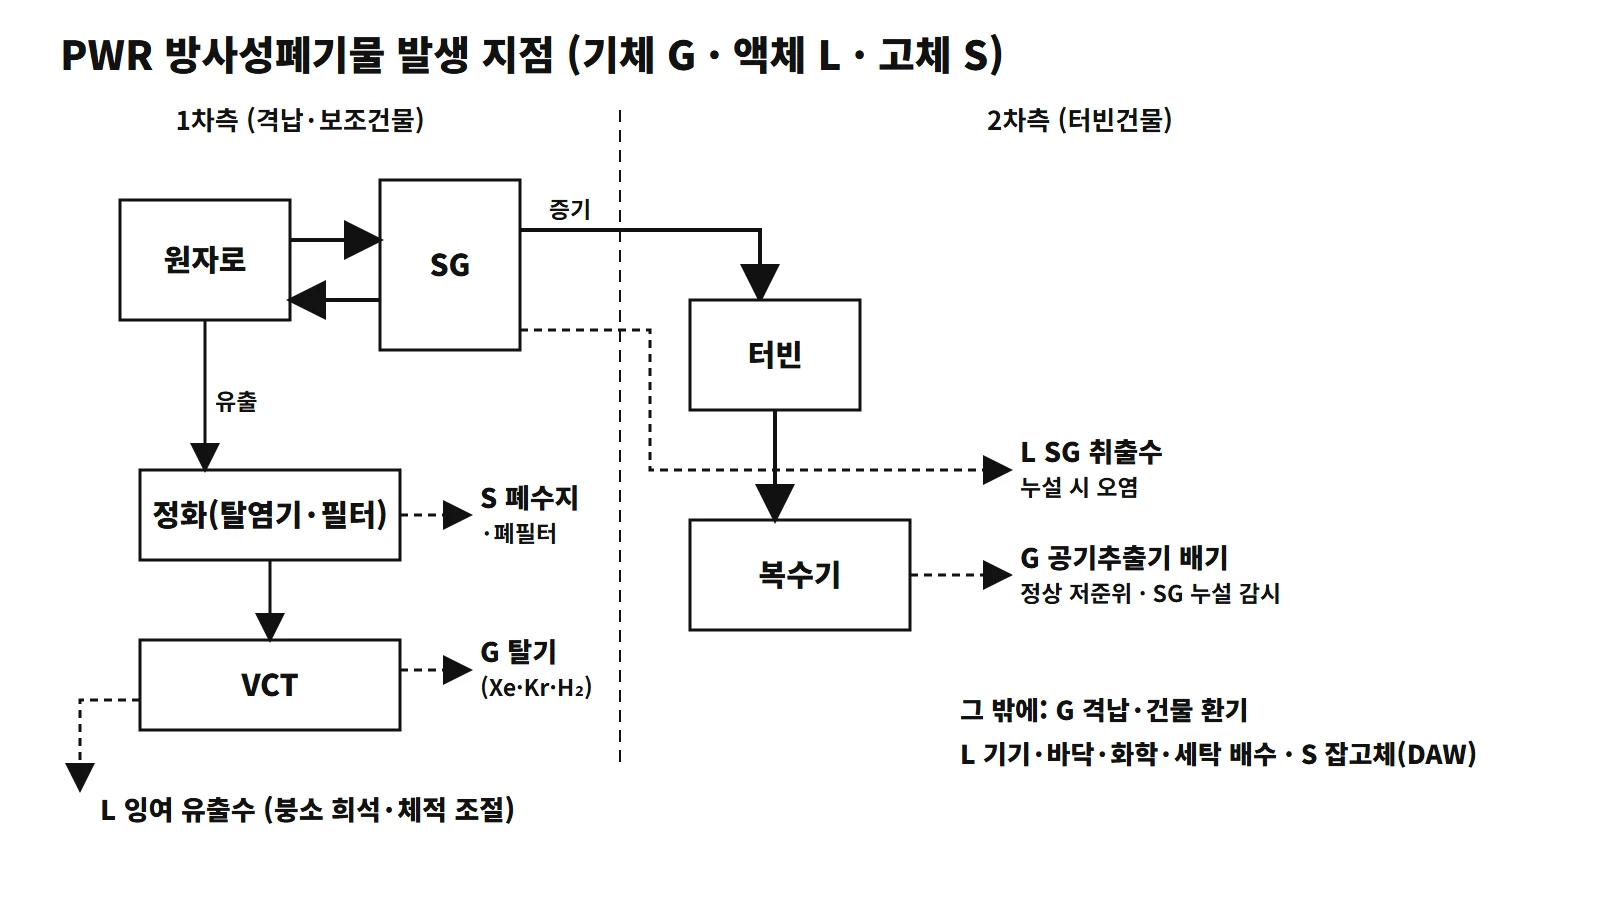 PWR 방사성폐기물 발생 지점 (기체 G · 액체 L · 고체 S)
1차측 (격납·보조건물)
2차측 (터빈건물)
증기
원자로
SG
터빈
유출
L SG 취출수
누설 시 오염
정화(탈염기·필터)
S 폐수지
·폐필터
복수기
G 공기추출기 배기
정상 저준위 · SG 누설 감시
VCT
G 탈기
(Xe·Kr·H₂)
그 밖에: G 격납·건물 환기
L 기기·바닥·화학·세탁 배수 · S 잡고체(DAW)
L 잉여 유출수 (붕소 희석·체적 조절)